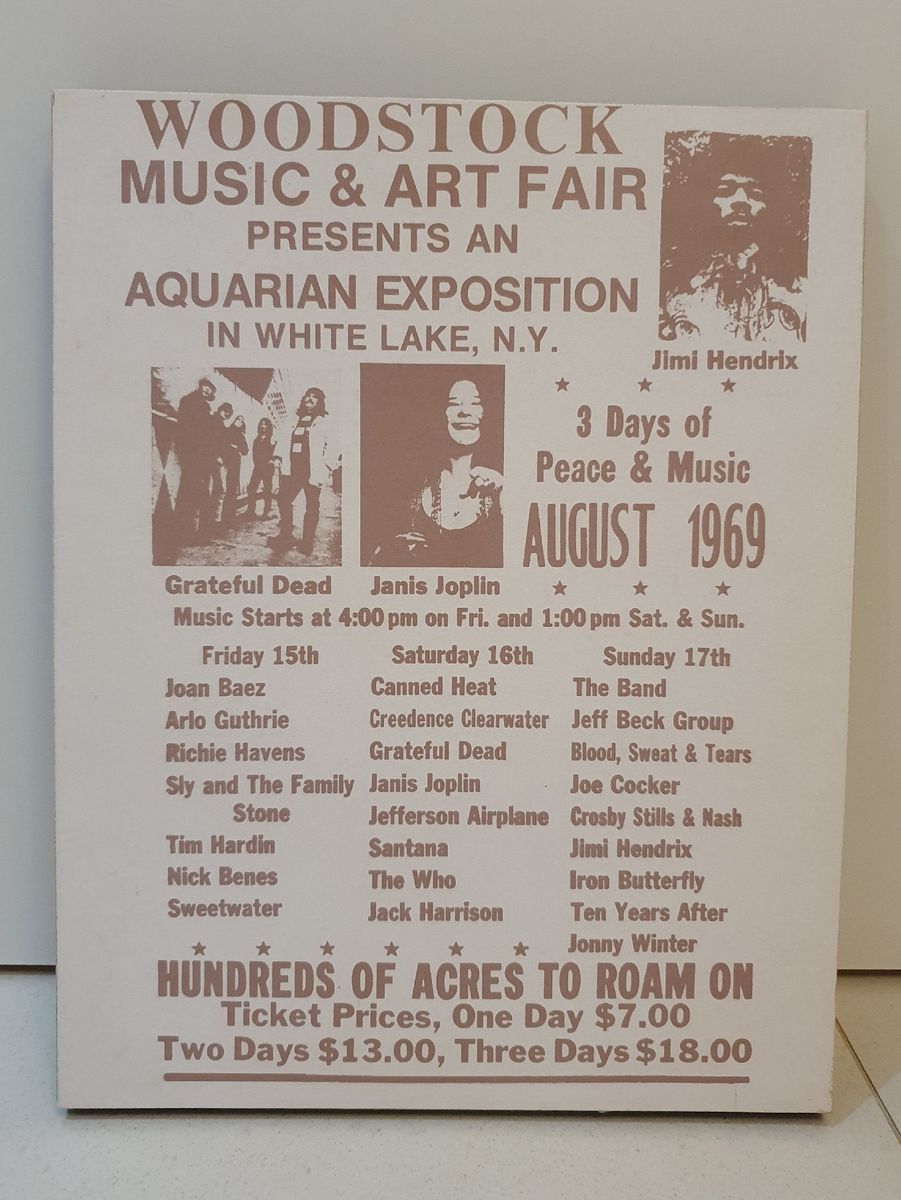 WOODSTOCK
MUSIC & ART FAIR
PRESENTS AN
AQUARIAN EXPOSITION
IN WHITE LAKE, N.Y.
Jimi Hendrix
3 Days of
Peace & Music
AUGUST 1969
Grateful Dead
Janis Joplin
Music Starts at 4:00 pm on Fri. and 1:00 pm Sat. & Sun.
Friday 15th
Joan Baez
Arlo Guthrie
Richie Havens
Sly and The Family
Stone
Tim Hardin
Nick Benes
Sweetwater
Saturday 16th
Canned Heat
Creedence Clearwater
Grateful Dead
Janis Joplin
Jefferson Airplane
Santana
The Who
Jack Harrison
Sunday 17th
The Band
Jeff Beck Group
Blood, Sweat & Tears
Joe Cocker
Crosby Stills & Nash
Jimi Hendrix
Iron Butterfly
Ten Years After
Jonny Winter
HUNDREDS OF ACRES TO ROAM ON
Ticket Prices, One Day $7.00
Two Days $13.00, Three Days $18.00